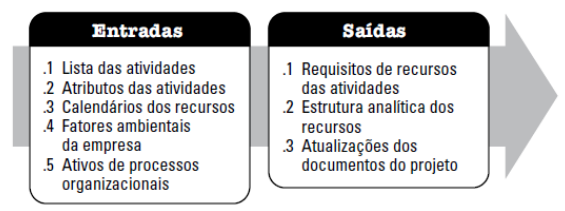 Entradas
.1 Lista das atividades
.2 Atributos das atividades
.3 Calendários dos recursos
.4 Fatores ambientais
da empresa
.5 Ativos de processos
organizacionais
Saídas
.1 Requisitos de recursos
das atividades
.2 Estrutura analítica dos
recursos
.3 Atualizações dos
documentos do projeto